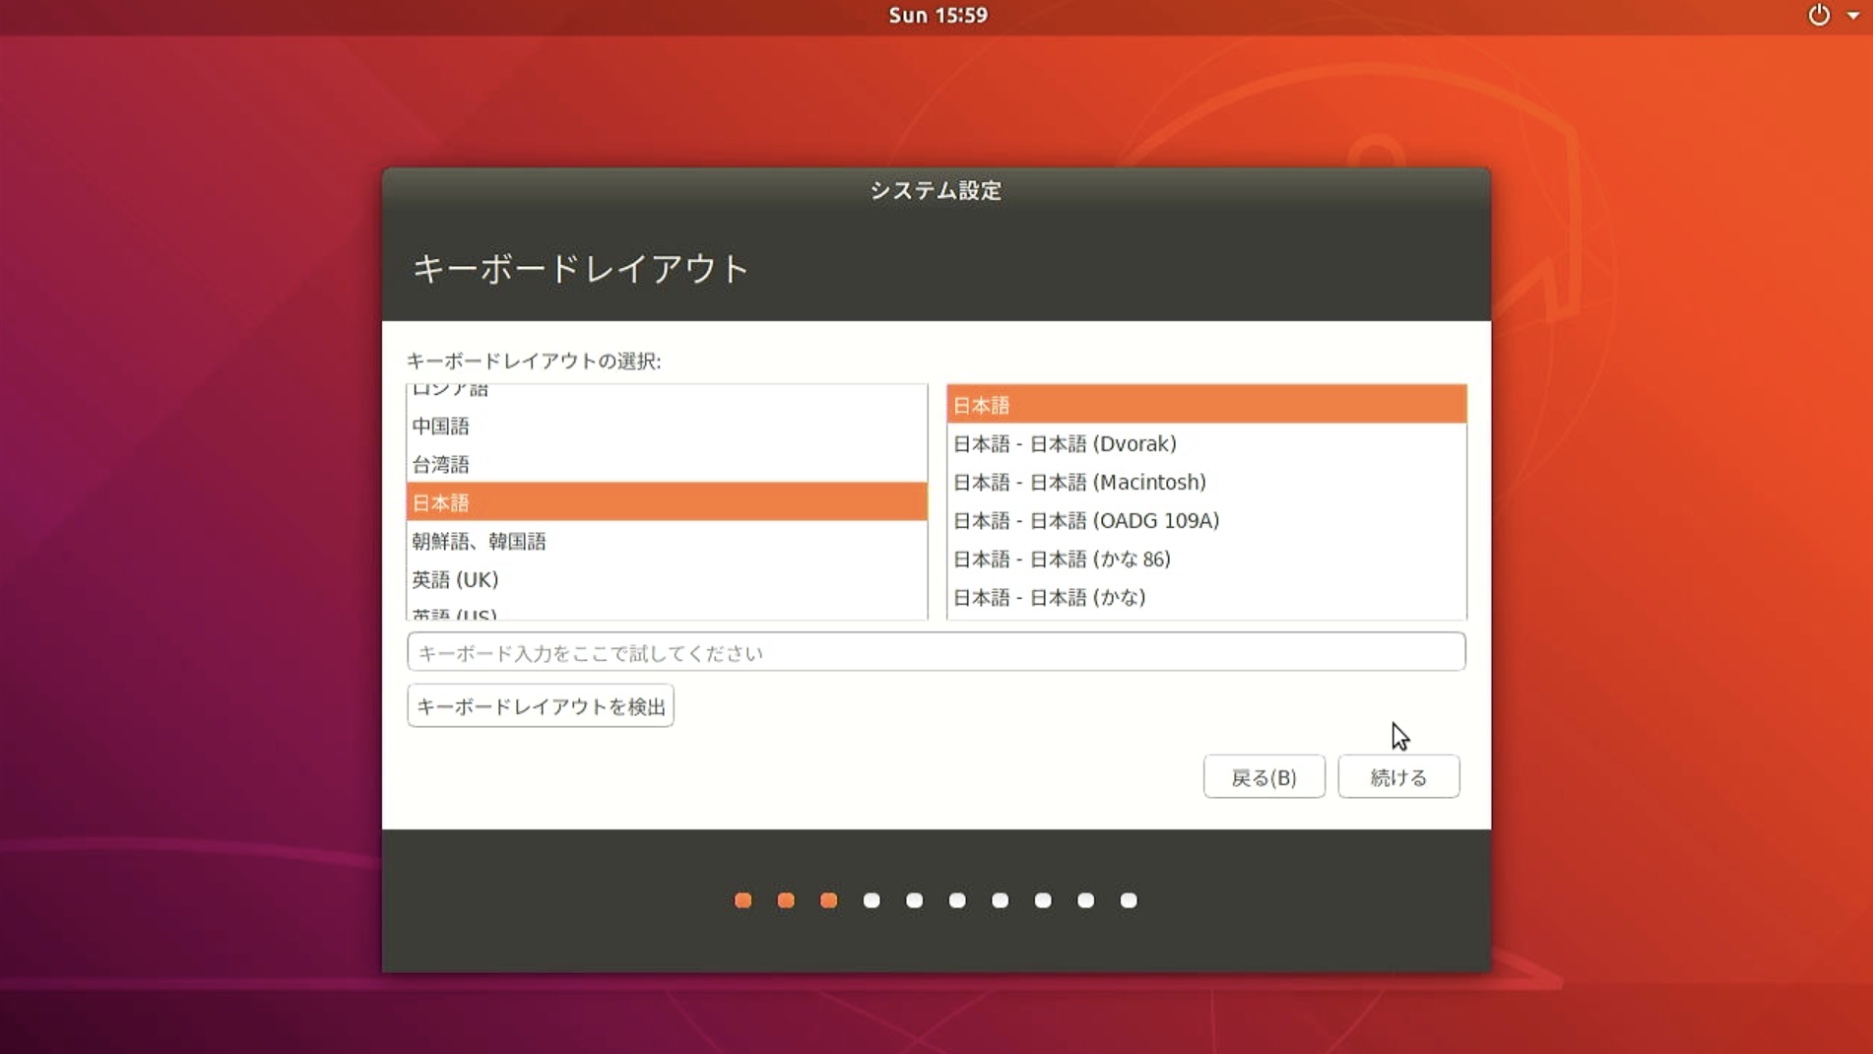 Sun 15:59
システム設定
キーボードレイアウト
キーボードレイアウトの選択:
ロシア語
中国語
台湾語
日本語
朝鮮語、韓国語
英語 (UK)
英語 (US)
日本語
日本語 - 日本語 (Dvorak)
日本語 - 日本語 (Macintosh)
日本語 - 日本語 (OADG 109A)
日本語 - 日本語 (かな 86)
日本語 - 日本語 (かな)
キーボード入力をここで試してください
キーボードレイアウトを検出
戻る(B)
続ける